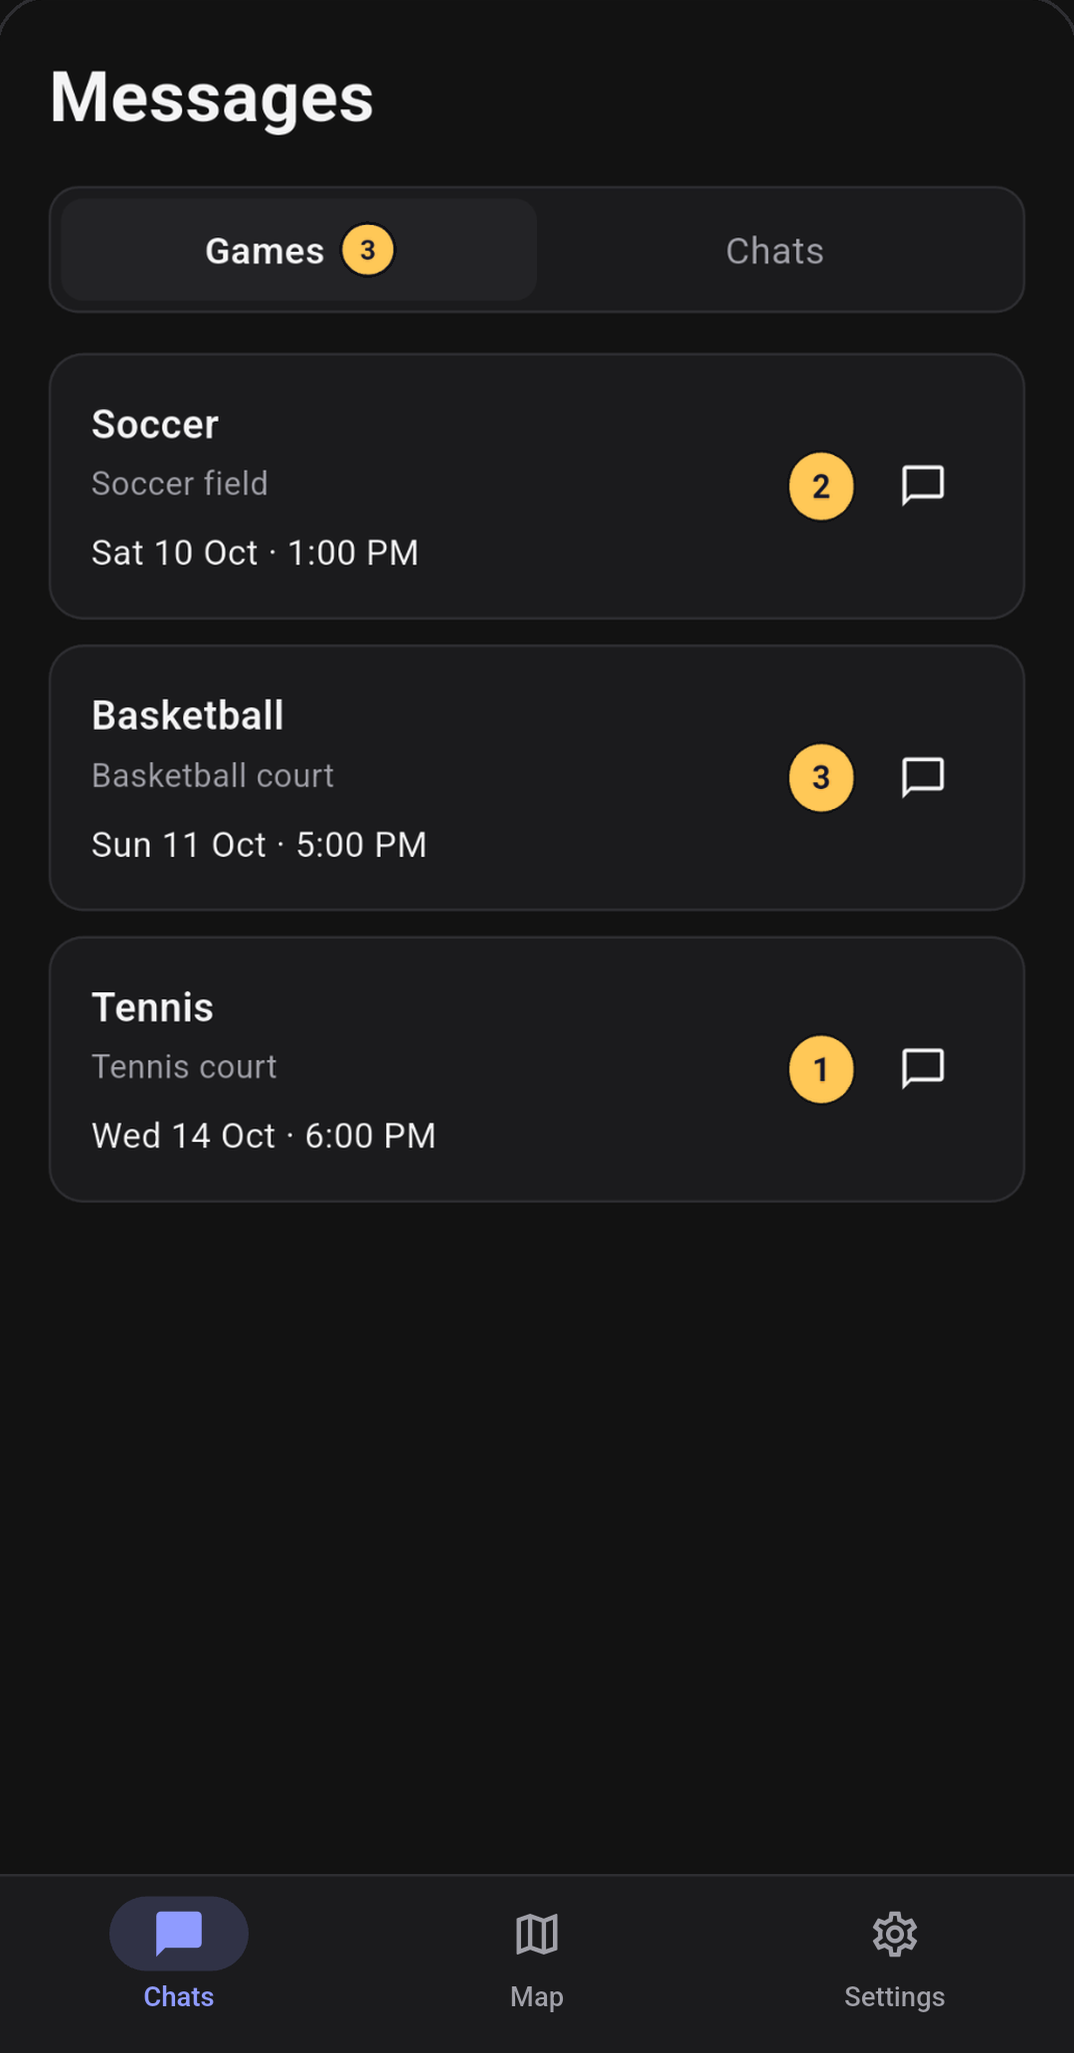 Messages
Games 3
Chats
Soccer
Soccer field
2
Sat 10 Oct · 1:00 PM
Basketball
Basketball court
3
Sun 11 Oct · 5:00 PM
Tennis
Tennis court
1
Wed 14 Oct · 6:00 PM
Chats
Map
Settings